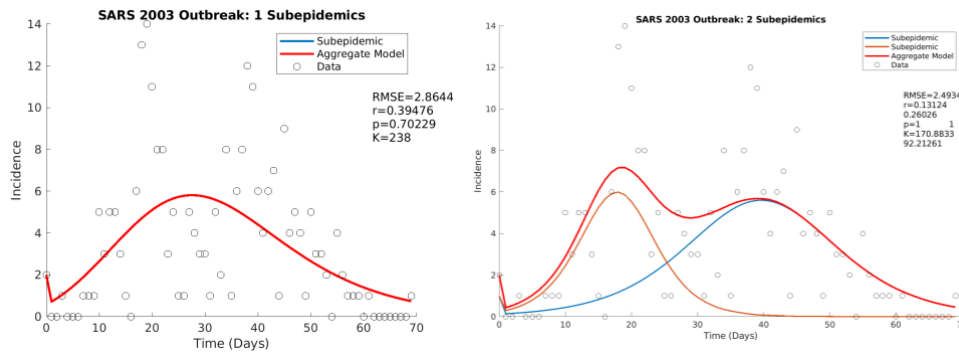 SARS 2003 Outbreak: 1 Subepidemics
14
12
10
8
6
4
2
0
Incidence
Subepidemic
Aggregate Model
Data
RMSE=2.8644
r=0.39476
p=0.70229
K=238
0 10 20 30 40 50 60 70
Time (Days)
SARS 2003 Outbreak: 2 Subepidemics
14
12
10
8
6
4
2
0
Incidence
Subepidemic
Subepidemic
Aggregate Model
Data
RMSE=2.4934
r=0.13124
0.26026
p=1 1
K=170.8833
92.21261
10 20 30 40 50 60
Time (Days)